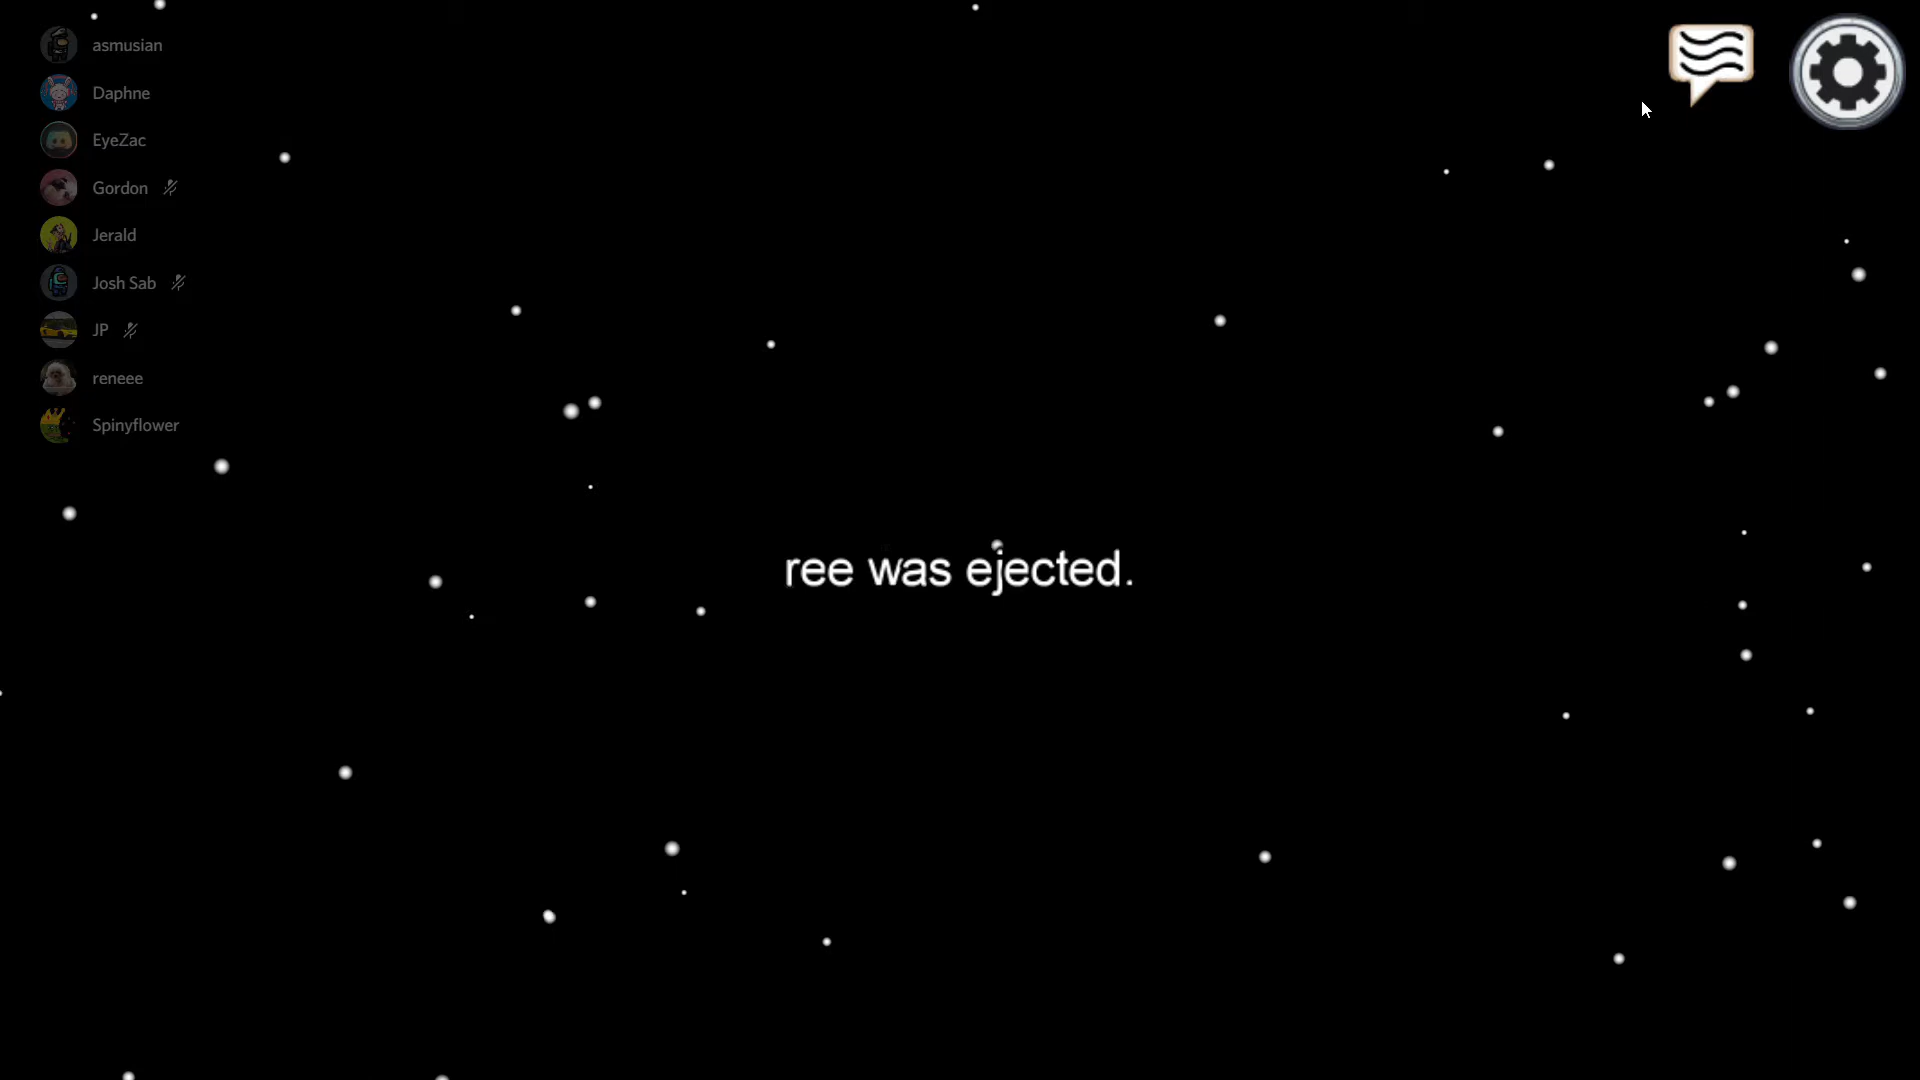 asmusian
Daphne
EyeZac
Gordon
Jerald
Josh Sab
JP
reneee
Spinyflower
ree was ejected.